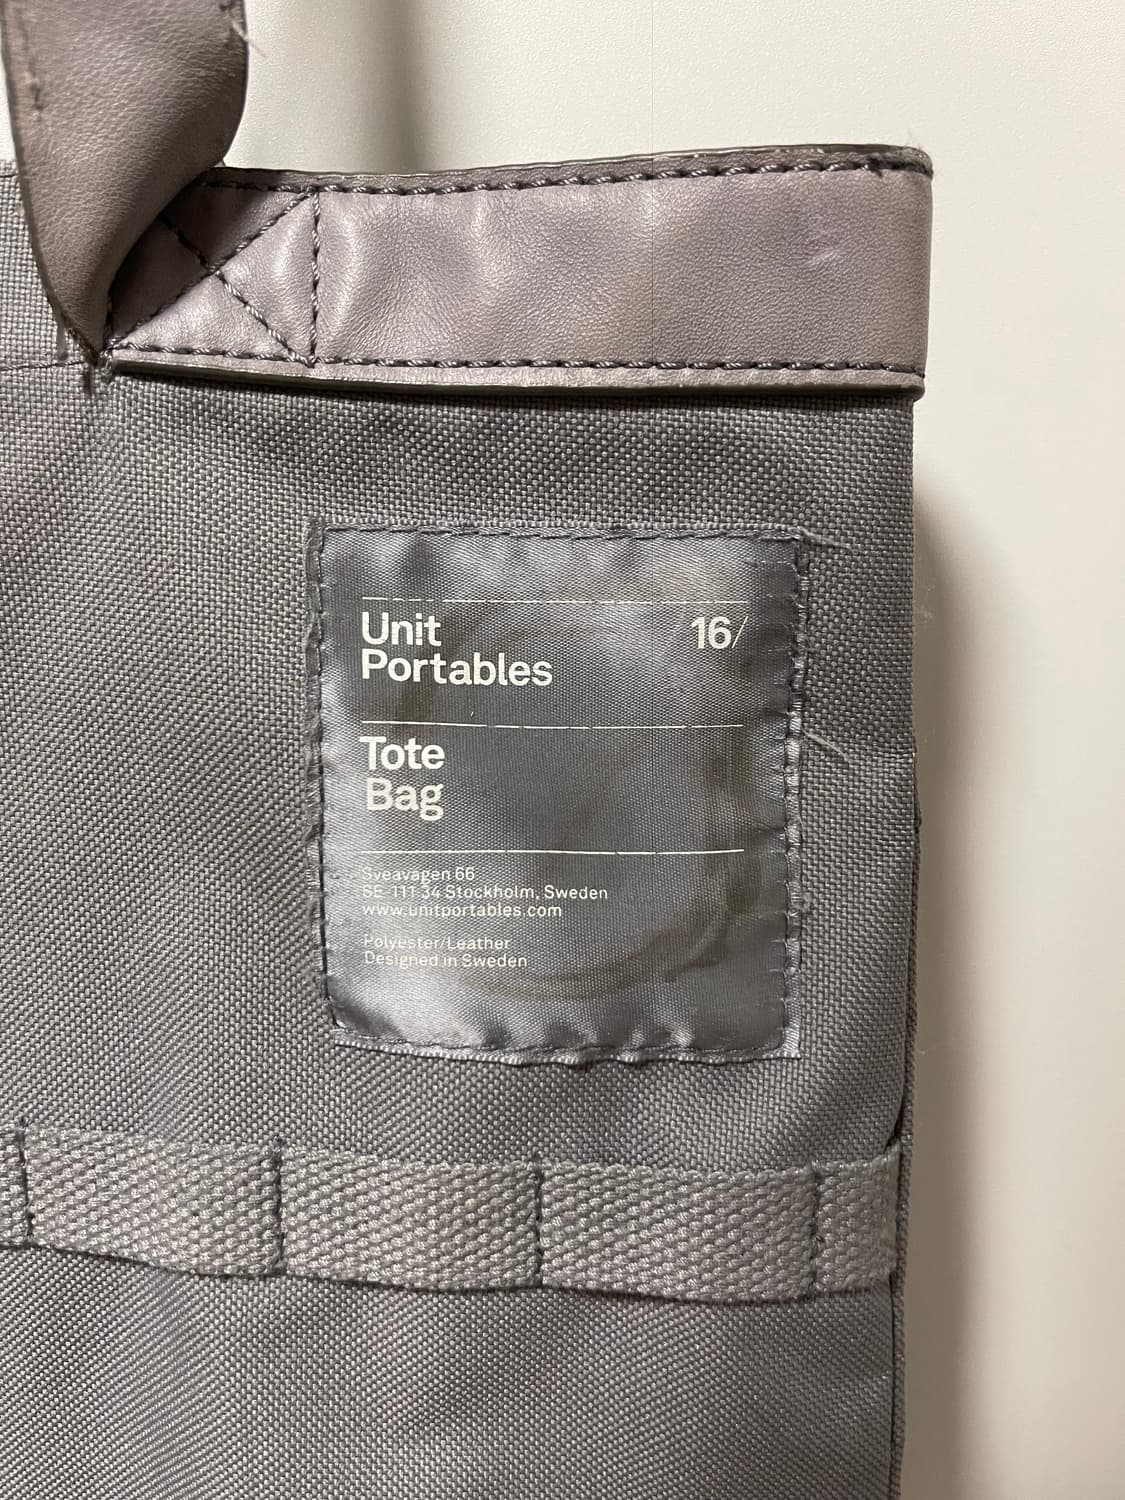 Unit 16/
Portables
Tote
Bag
Sveavagen 66
SE 111 34 Stockholm, Sweden
www.unitportables.com
Polyester/Leather
Designed in Sweden